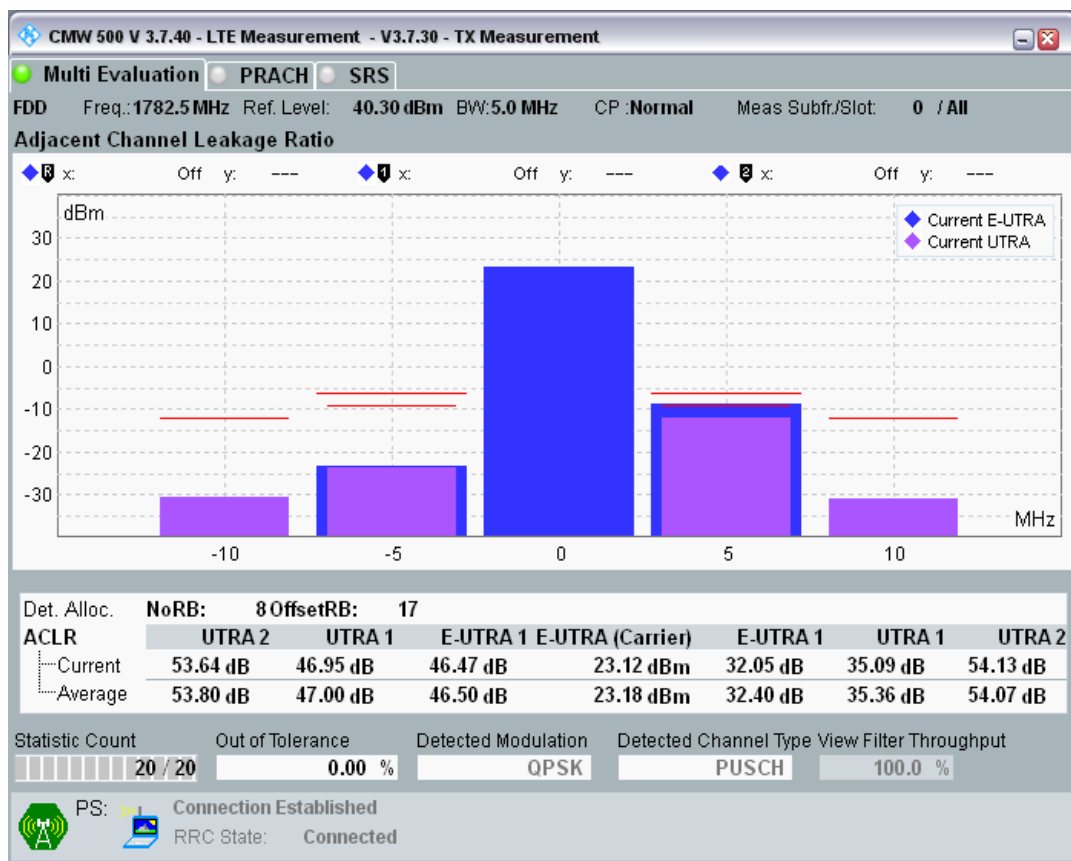 CMW 500 V 3.7.40 - LTE Measurement - V3.7.30 - TX Measurement
Multi Evaluation PRACH SRS
FDD Freq.: 1782.5 MHz Ref. Level: 40.30 dBm BW: 5.0 MHz CP : Normal Meas Subfr./Slot: 0 / All
Adjacent Channel Leakage Ratio
R x: Off y: --- 1 x: Off y: --- 2 x: Off y: ---
dBm
Current E-UTRA
Current UTRA
30
20
10
0
-10
-20
-30
MHz
-10 -5 0 5 10
Det. Alloc. NoRB: 8 OffsetRB: 17
ACLR UTRA 2 UTRA 1 E-UTRA 1 E-UTRA (Carrier) E-UTRA 1 UTRA 1 UTRA 2
Current 53.64 dB 46.95 dB 46.47 dB 23.12 dBm 32.05 dB 35.09 dB 54.13 dB
Average 53.80 dB 47.00 dB 46.50 dB 23.18 dBm 32.40 dB 35.36 dB 54.07 dB
Statistic Count Out of Tolerance Detected Modulation Detected Channel Type View Filter Throughput
20 / 20 0.00 % QPSK PUSCH 100.0 %
PS: Connection Established
RRC State: Connected